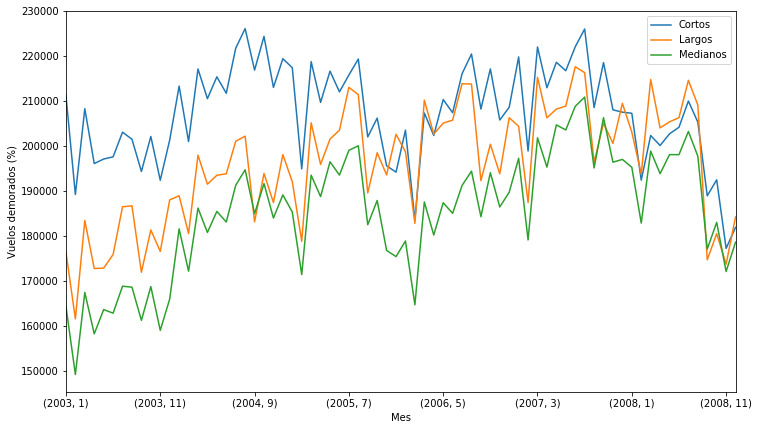 230000
220000
210000
200000
190000
180000
170000
160000
150000
Vuelos demorados (%)
Cortos
Largos
Medianos
(2003, 1) (2003, 11) (2004, 9) (2005, 7) (2006, 5) (2007, 3) (2008, 1) (2008, 11)
Mes